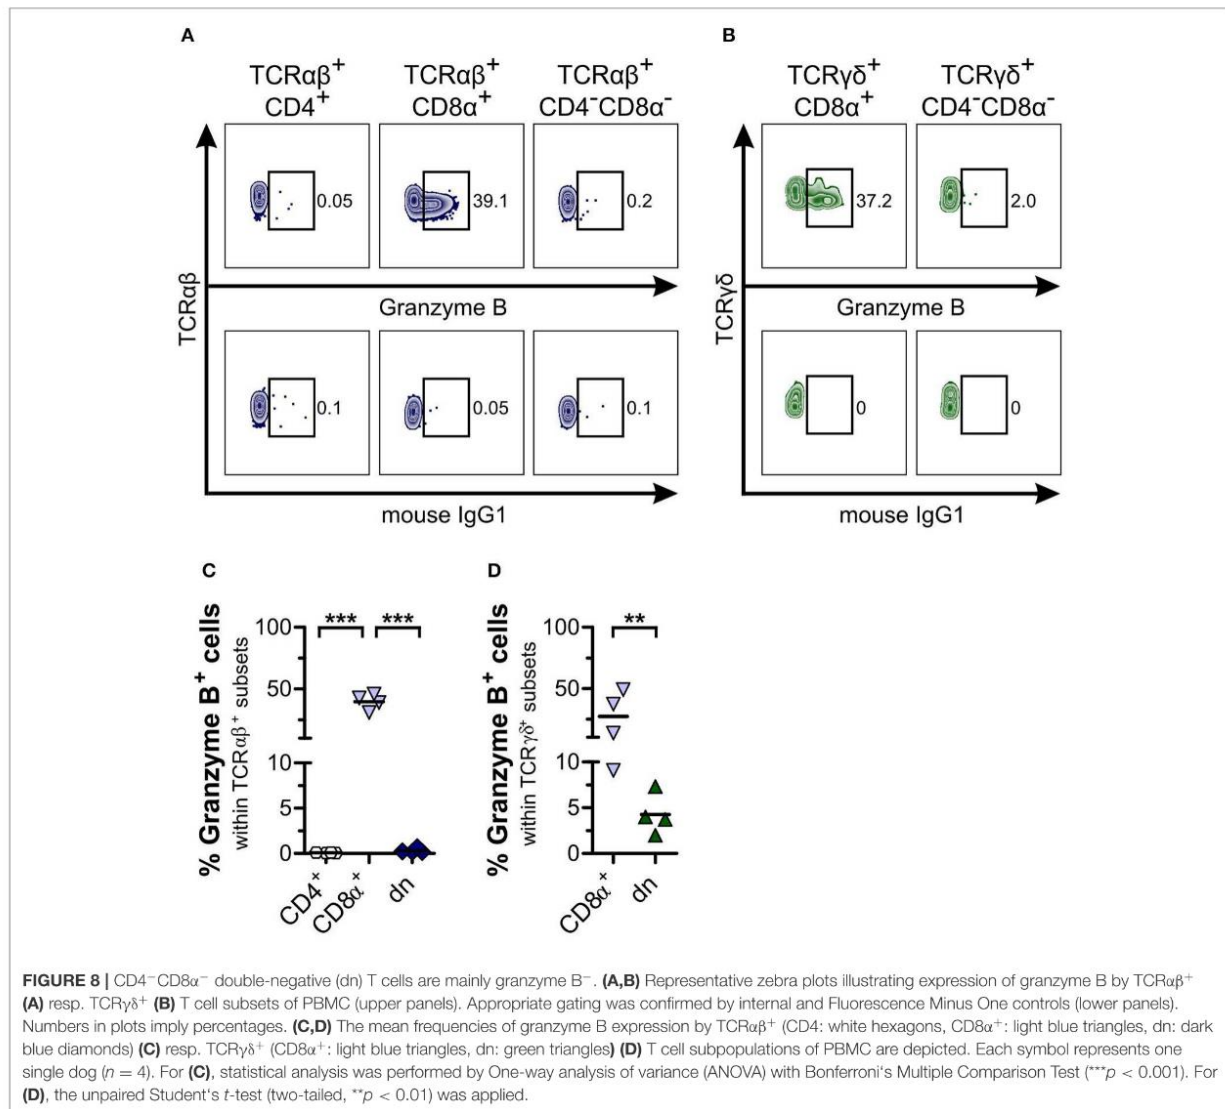 A
B
TCRαβ⁺ CD4⁺
TCRαβ⁺ CD8α⁺
TCRαβ⁺ CD4⁻CD8α⁻
TCRγδ⁺ CD8α⁺
TCRγδ⁺ CD4⁻CD8α⁻
0.05
39.1
0.2
37.2
2.0
TCRαβ
Granzyme B
TCRγδ
Granzyme B
0.1
0.05
0.1
0
0
mouse IgG1
mouse IgG1
C
D
% Granzyme B⁺ cells
within TCRαβ⁺ subsets
100
50
10
5
0
*** ***
CD4⁺
CD8α⁺
dn
% Granzyme B⁺ cells
within TCRγδ⁺ subsets
100
50
10
5
0
**
CD8α⁺
dn
FIGURE 8 | CD4⁻CD8α⁻ double-negative (dn) T cells are mainly granzyme B⁻. (A,B) Representative zebra plots illustrating expression of granzyme B by TCRαβ⁺
(A) resp. TCRγδ⁺ (B) T cell subsets of PBMC (upper panels). Appropriate gating was confirmed by internal and Fluorescence Minus One controls (lower panels).
Numbers in plots imply percentages. (C,D) The mean frequencies of granzyme B expression by TCRαβ⁺ (CD4: white hexagons, CD8α⁺: light blue triangles, dn: dark
blue diamonds) (C) resp. TCRγδ⁺ (CD8α⁺: light blue triangles, dn: green triangles) (D) T cell subpopulations of PBMC are depicted. Each symbol represents one
single dog (n = 4). For (C), statistical analysis was performed by One-way analysis of variance (ANOVA) with Bonferroni's Multiple Comparison Test (***p < 0.001). For
(D), the unpaired Student's t-test (two-tailed, **p < 0.01) was applied.